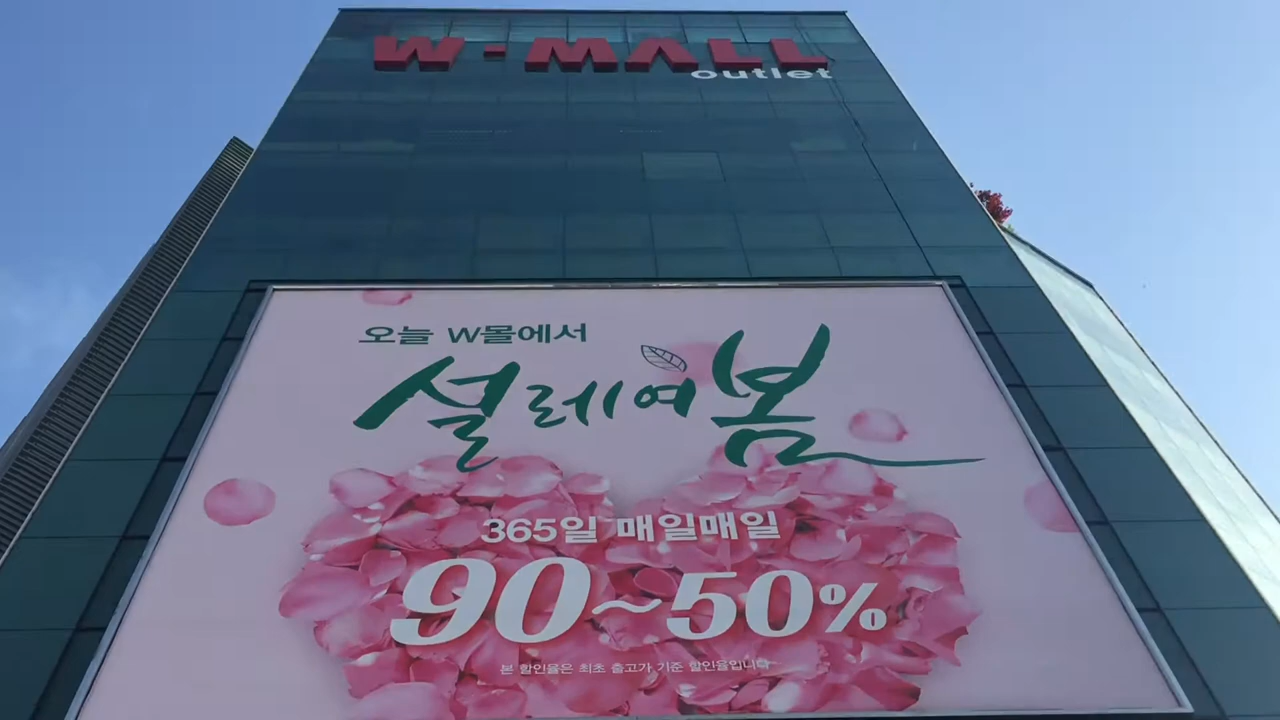 W·MALL
outlet
오늘 W몰에서
설레여봄
365일 매일매일
90~50%
본 할인율은 최초 출고가 기준 할인율입니다